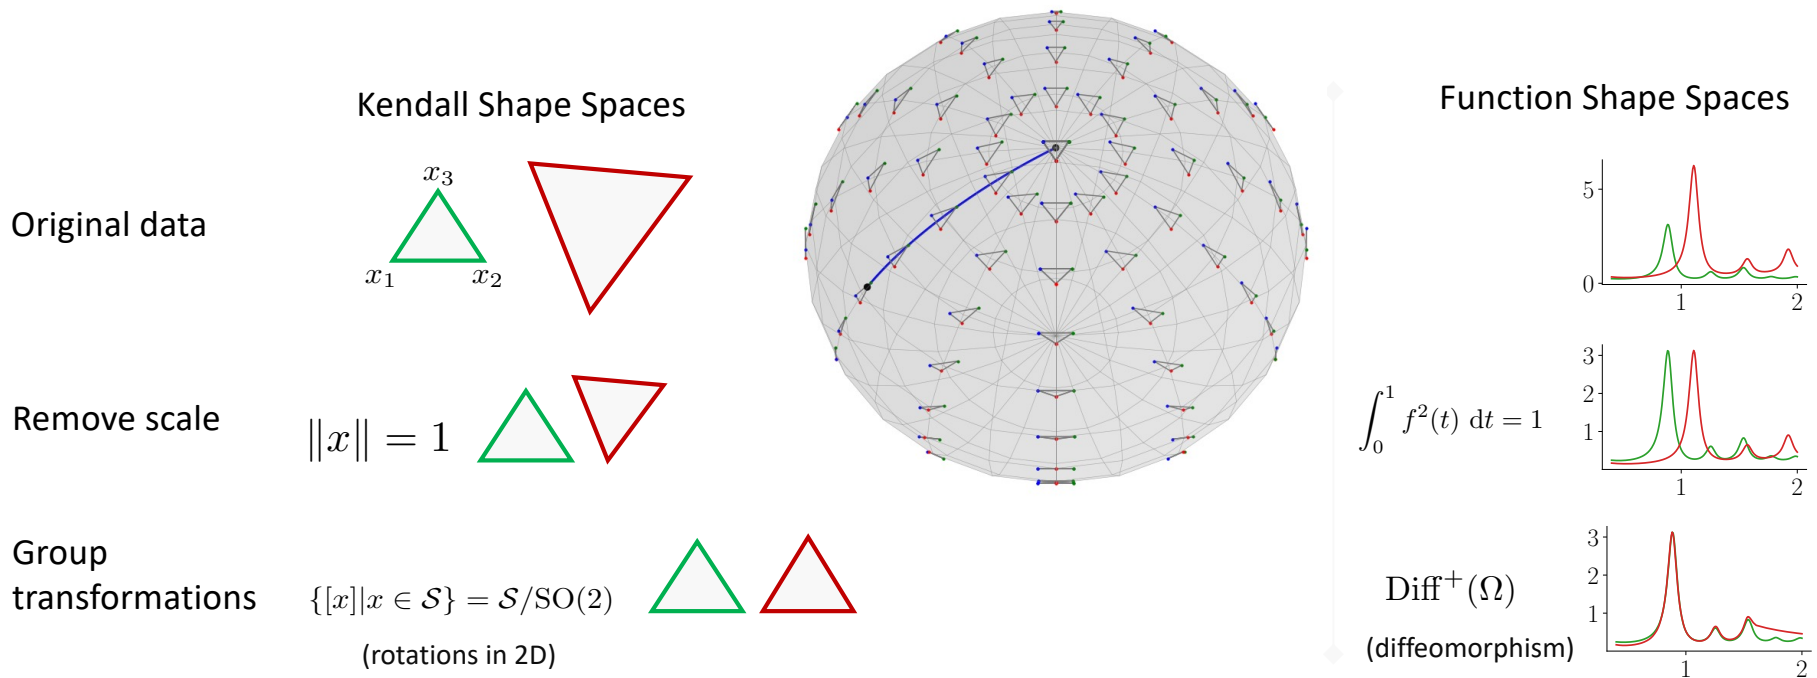 Kendall Shape Spaces
Function Shape Spaces
Original data
x₃
x₁
x₂
5
0
1
2
Remove scale
‖x‖ = 1
∫₀¹ f²(t) dt = 1
3
2
1
1
2
Group
transformations
{[x]|x ∈ 𝒮} = 𝒮/SO(2)
(rotations in 2D)
Diff⁺(Ω)
(diffeomorphism)
3
2
1
1
2